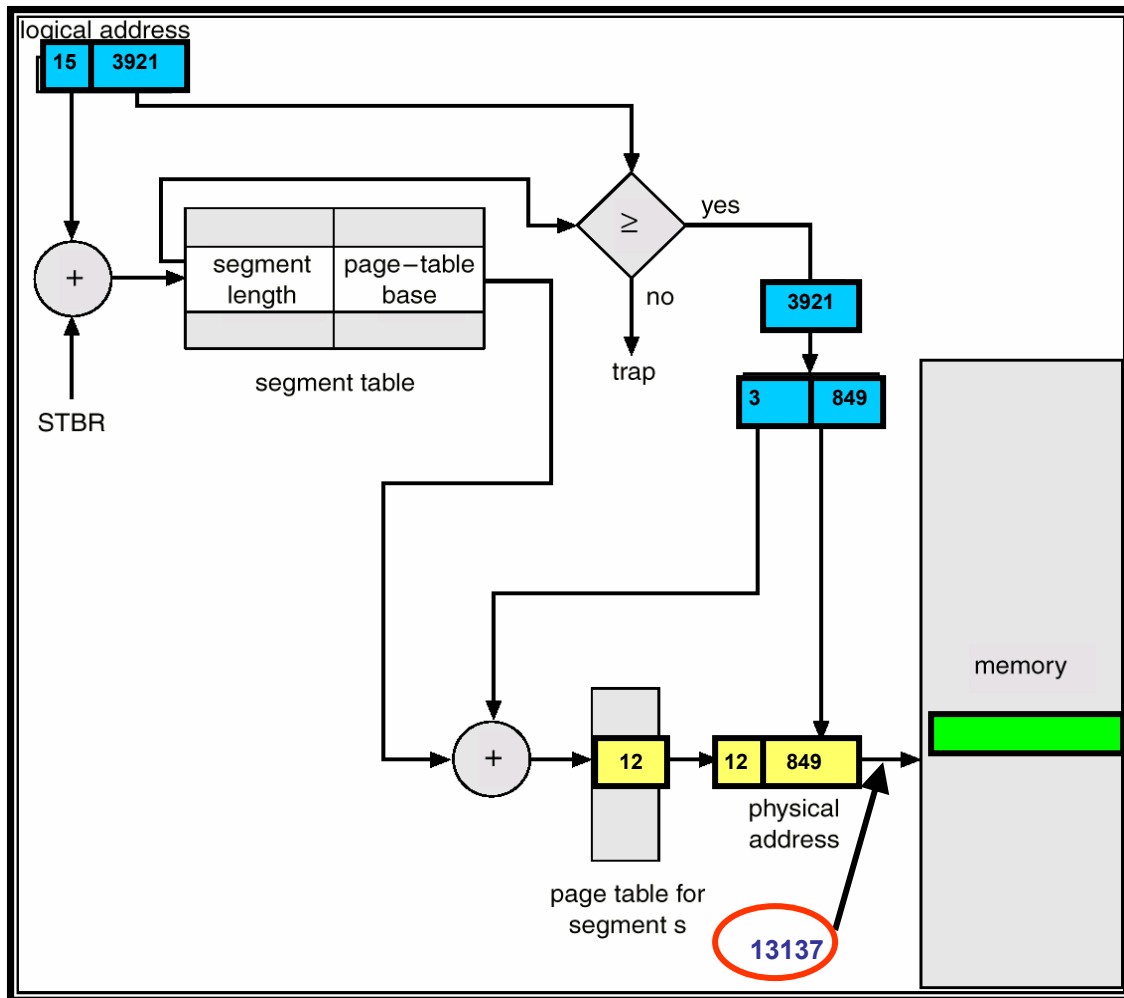 logical address
15 3921
≥
yes
no
trap
+
segment length
page−table base
segment table
STBR
3921
3 849
memory
+
12
12 849
physical
address
page table for
segment s
13137